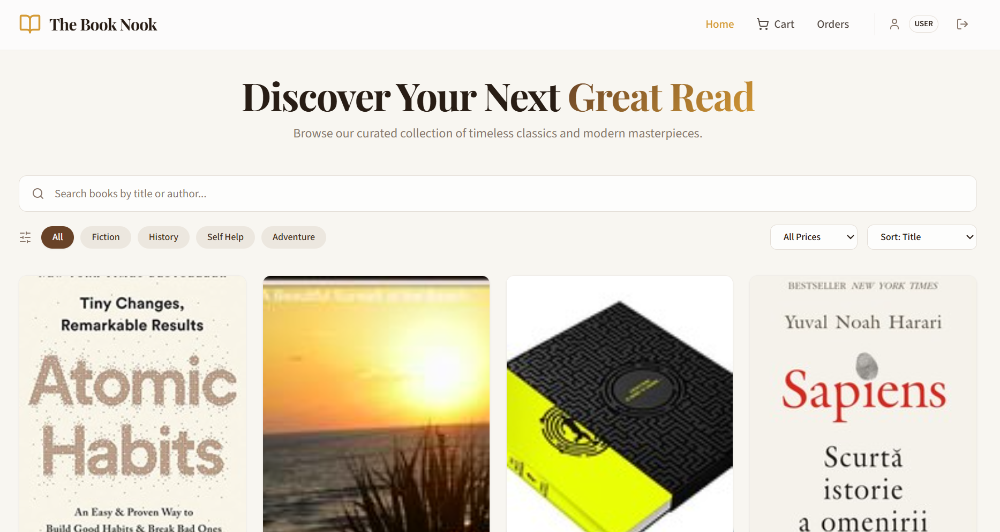 The Book Nook
Home
Cart
Orders
USER
Discover Your Next Great Read
Browse our curated collection of timeless classics and modern masterpieces.
Search books by title or author...
All
Fiction
History
Self Help
Adventure
All Prices
Sort: Title
Tiny Changes,
Remarkable Results
Atomic
Habits
An Easy & Proven Way to
Build Good Habits & Break Bad Ones
BESTSELLER NEW YORK TIMES
Yuval Noah Harari
Sapiens
Scurtă
istorie
a omenirii